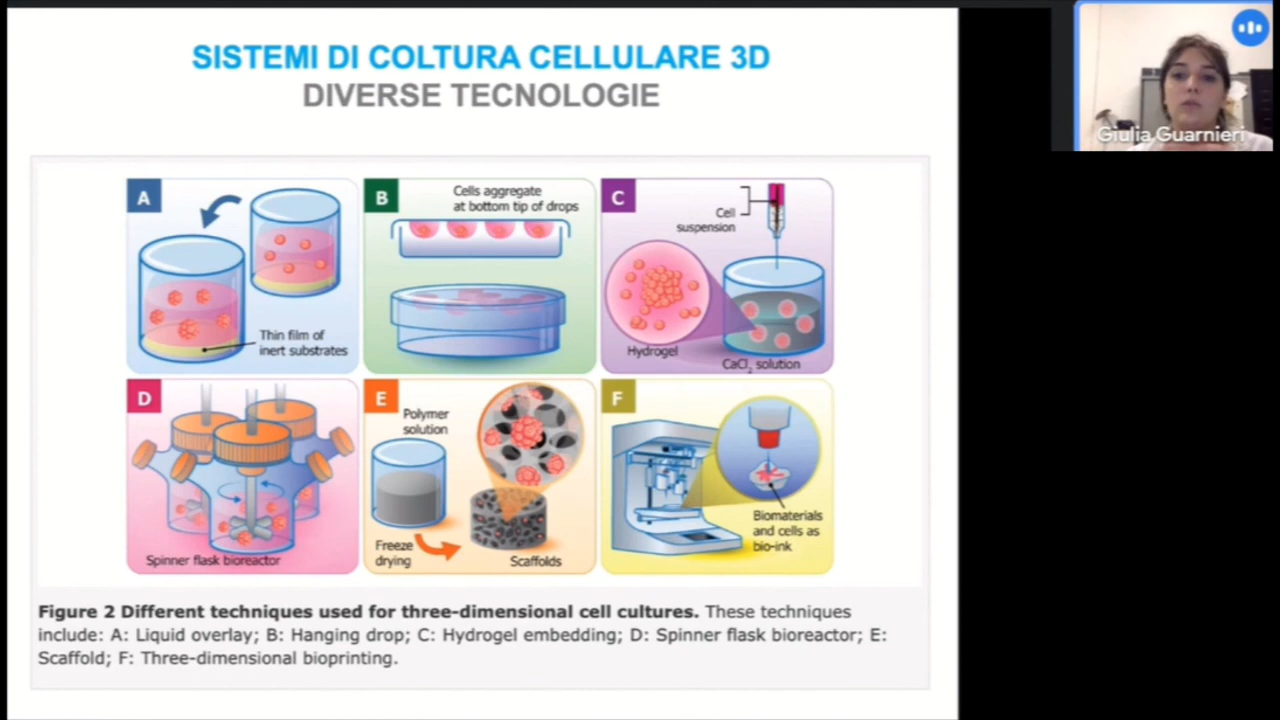 SISTEMI DI COLTURA CELLULARE 3D
DIVERSE TECNOLOGIE
Giulia Guarnieri
A
Thin film of
inert substrates
B
Cells aggregate
at bottom tip of drops
C
Cell
suspension
Hydrogel
CaCl₂ solution
D
Spinner flask bioreactor
E
Polymer
solution
Freeze
drying
Scaffolds
F
Biomaterials
and cells as
bio-ink
Figure 2 Different techniques used for three-dimensional cell cultures. These techniques
include: A: Liquid overlay; B: Hanging drop; C: Hydrogel embedding; D: Spinner flask bioreactor; E:
Scaffold; F: Three-dimensional bioprinting.